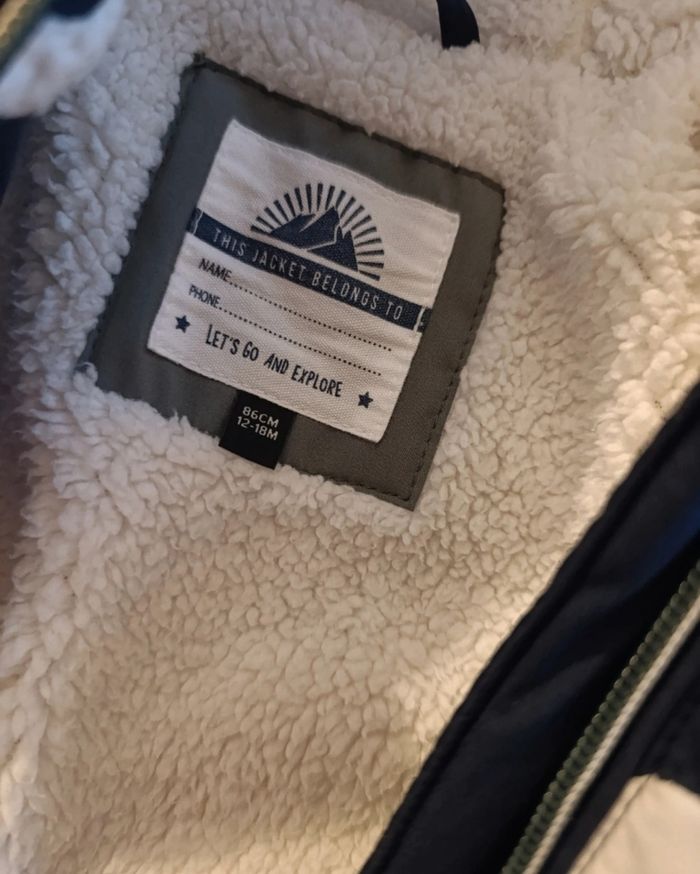 THIS JACKET BELONGS TO
NAME..............................
PHONE..............................
LET'S GO AND EXPLORE
86CM
12-18M